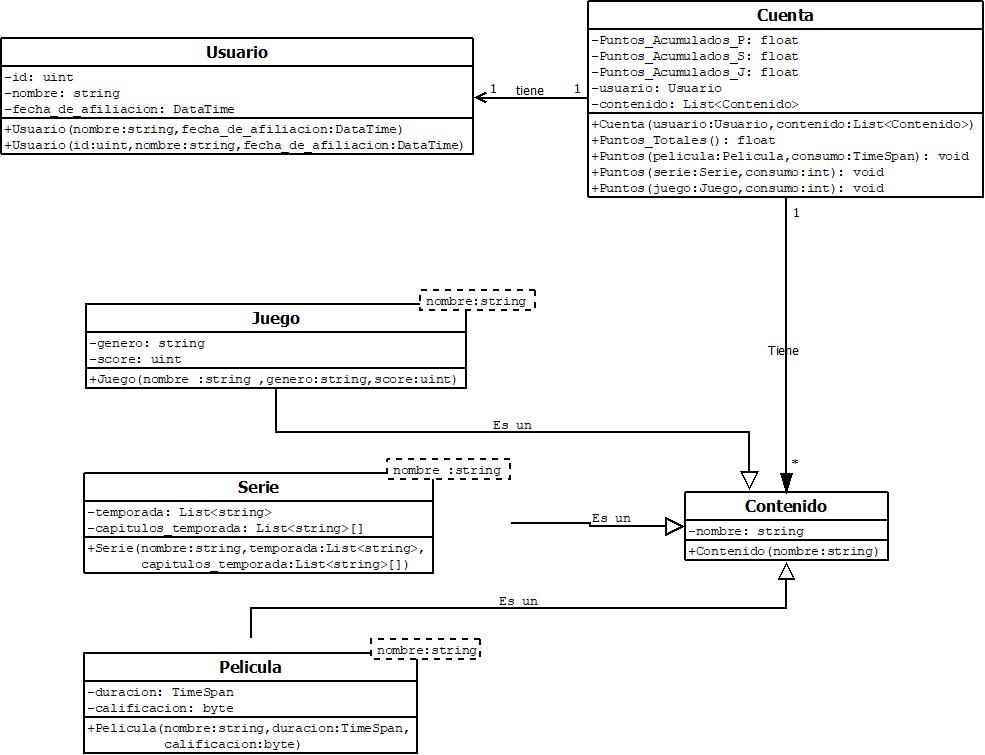 Cuenta
-Puntos_Acumulados_P: float
-Puntos_Acumulados_S: float
-Puntos_Acumulados_J: float
-usuario: Usuario
-contenido: List<Contenido>
+Cuenta(usuario:Usuario,contenido:List<Contenido>)
+Puntos_Totales(): float
+Puntos(pelicula:Pelicula,consumo:TimeSpan): void
+Puntos(serie:Serie,consumo:int): void
+Puntos(juego:Juego,consumo:int): void
Usuario
-id: uint
-nombre: string
-fecha_de_afiliacion: DataTime
+Usuario(nombre:string,fecha_de_afiliacion:DataTime)
+Usuario(id:uint,nombre:string,fecha_de_afiliacion:DataTime)
1 tiene 1
1
Tiene
*
nombre:string
Juego
-genero: string
-score: uint
+Juego(nombre :string ,genero:string,score:uint)
Es un
nombre :string
Serie
-temporada: List<string>
-capitulos_temporada: List<string>[]
+Serie(nombre:string,temporada:List<string>,
capitulos_temporada:List<string>[])
Es un
Contenido
-nombre: string
+Contenido(nombre:string)
Es un
nombre:string
Pelicula
-duracion: TimeSpan
-calificacion: byte
+Pelicula(nombre:string,duracion:TimeSpan,
calificacion:byte)